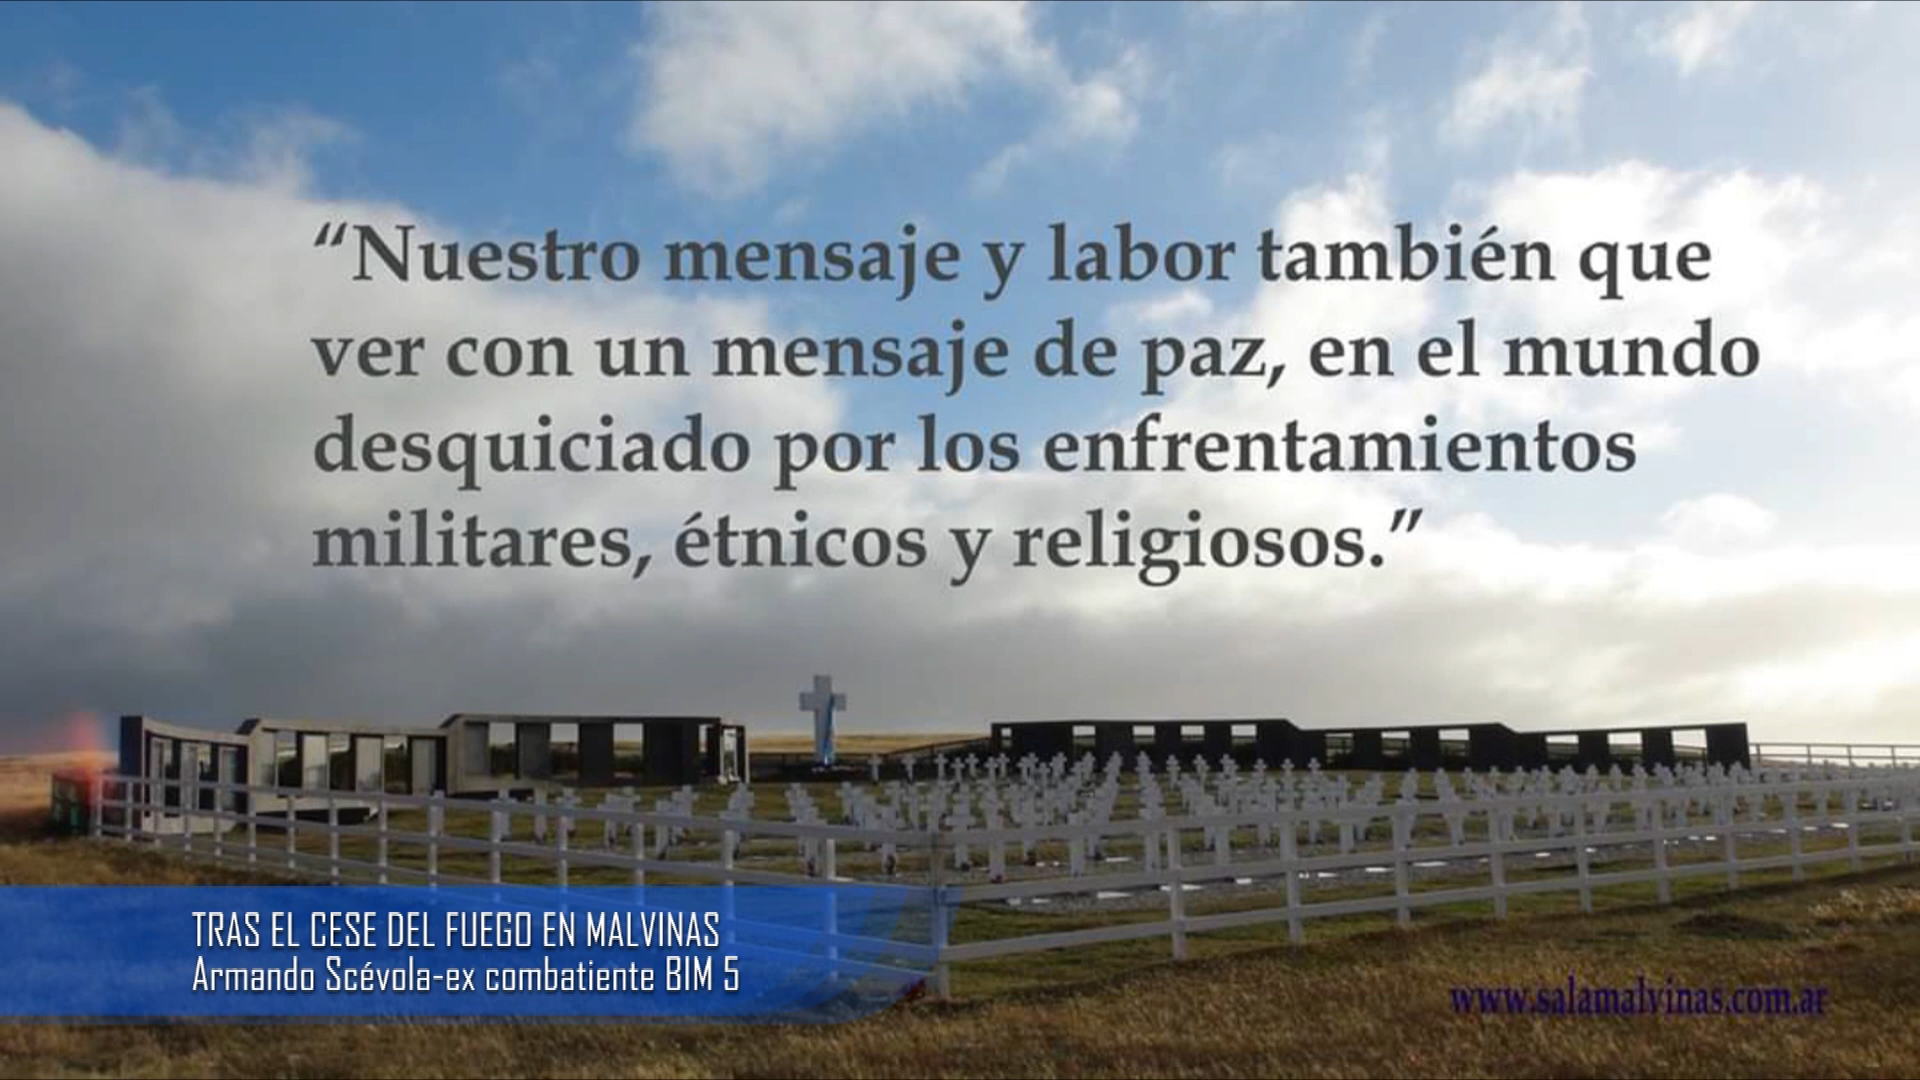 “Nuestro mensaje y labor también que
ver con un mensaje de paz, en el mundo
desquiciado por los enfrentamientos
militares, étnicos y religiosos.”
TRAS EL CESE DEL FUEGO EN MALVINAS
Armando Scévola-ex combatiente BIM 5
www.salamalvinas.com.ar